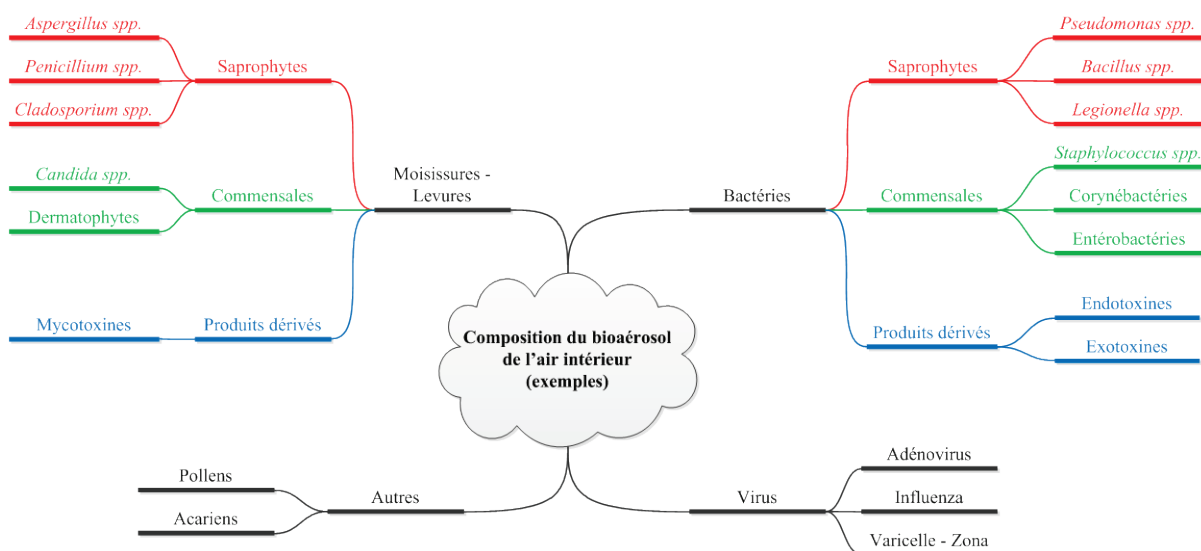 Aspergillus spp.
Penicillium spp.
Cladosporium spp.
Saprophytes
Candida spp.
Dermatophytes
Commensales
Mycotoxines
Produits dérivés
Moisissures -
Levures
Bactéries
Saprophytes
Pseudomonas spp.
Bacillus spp.
Legionella spp.
Commensales
Staphylococcus spp.
Corynébactéries
Entérobactéries
Produits dérivés
Endotoxines
Exotoxines
Composition du bioaérosol
de l'air intérieur
(exemples)
Pollens
Acariens
Autres
Virus
Adénovirus
Influenza
Varicelle - Zona